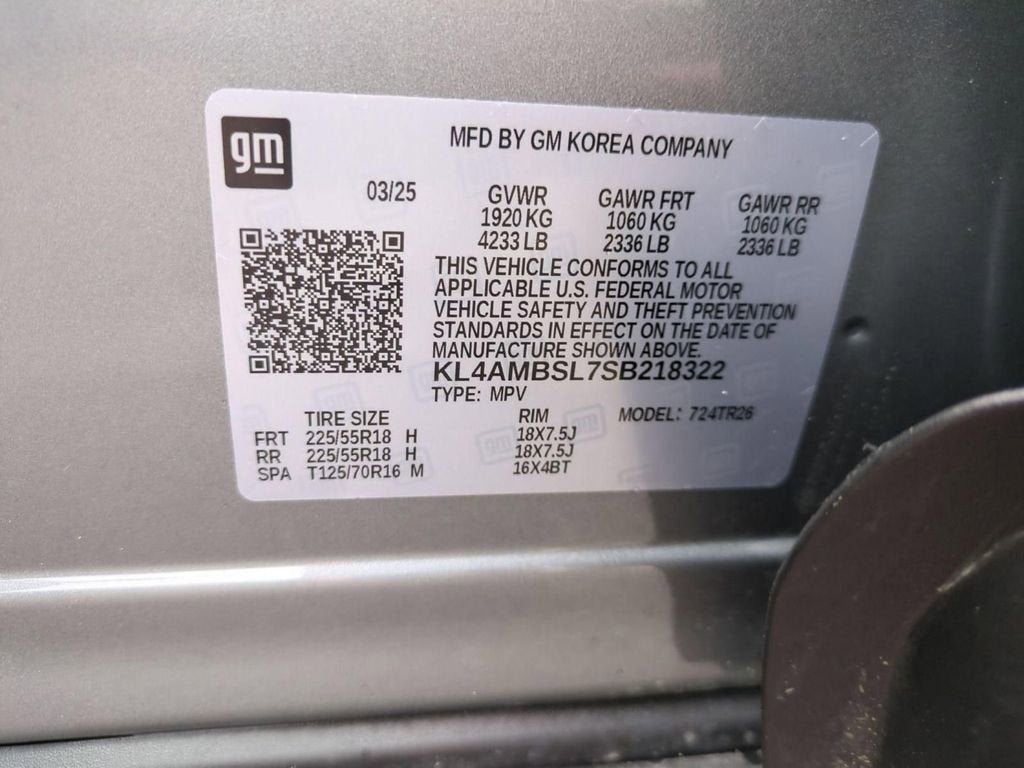 gm
MFD BY GM KOREA COMPANY
03/25
GVWR GAWR FRT GAWR RR
1920 KG 1060 KG 1060 KG
4233 LB 2336 LB 2336 LB
THIS VEHICLE CONFORMS TO ALL
APPLICABLE U.S. FEDERAL MOTOR
VEHICLE SAFETY AND THEFT PREVENTION
STANDARDS IN EFFECT ON THE DATE OF
MANUFACTURE SHOWN ABOVE.
KL4AMBSL7SB218322
TYPE: MPV
TIRE SIZE RIM MODEL: 724TR26
FRT 225/55R18 H 18X7.5J
RR 225/55R18 H 18X7.5J
SPA T125/70R16 M 16X4BT